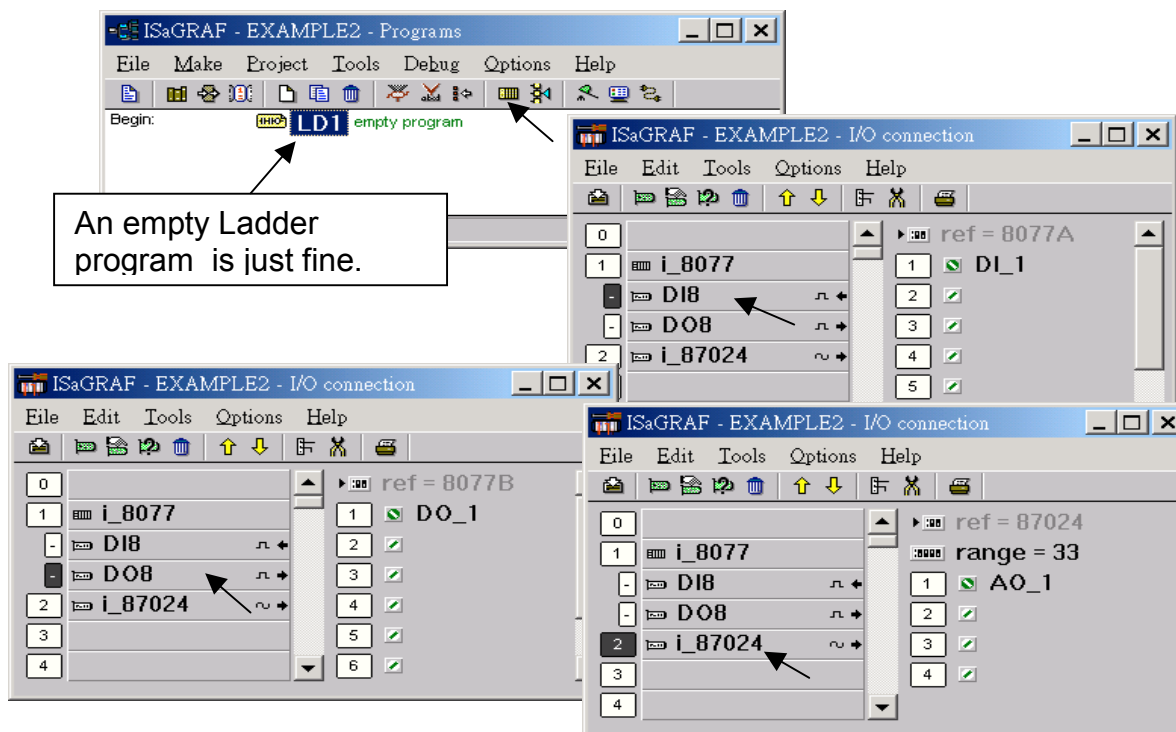 ISaGRAF - EXAMPLE2 - Programs
File Make Project Tools Debug Options Help
Begin: LD1 empty program
An empty Ladder
program is just fine.
ISaGRAF - EXAMPLE2 - I/O connection
File Edit Tools Options Help
0
1 i_8077
- DI8
- DO8
2 i_87024
ref = 8077A
1 DI_1
2
3
4
5
ISaGRAF - EXAMPLE2 - I/O connection
File Edit Tools Options Help
0
1 i_8077
- DI8
- DO8
2 i_87024
3
4
ref = 8077B
1 DO_1
2
3
4
5
6
ISaGRAF - EXAMPLE2 - I/O connection
File Edit Tools Options Help
0
1 i_8077
- DI8
- DO8
2 i_87024
3
4
ref = 87024
range = 33
1 AO_1
2
3
4